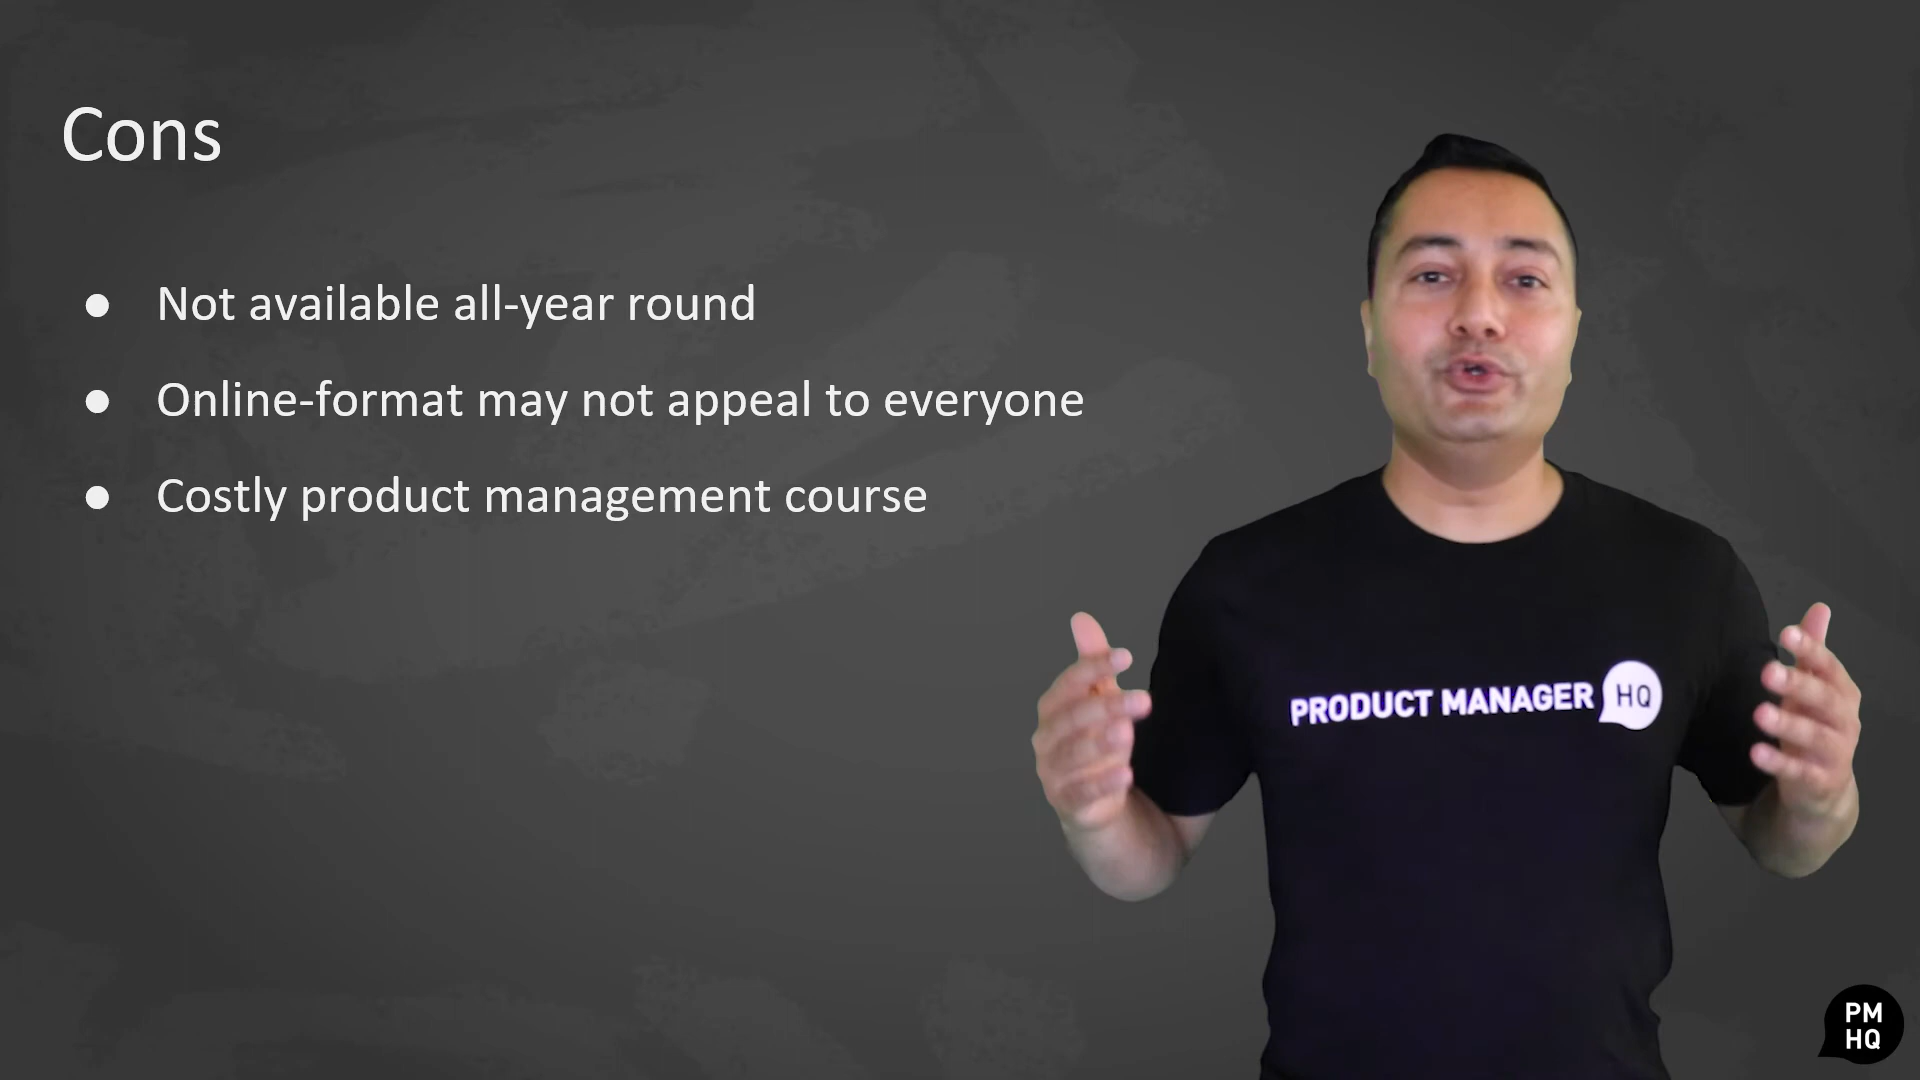 Cons
● Not available all-year round
● Online-format may not appeal to everyone
● Costly product management course
PRODUCT MANAGER HQ
PM
HQ